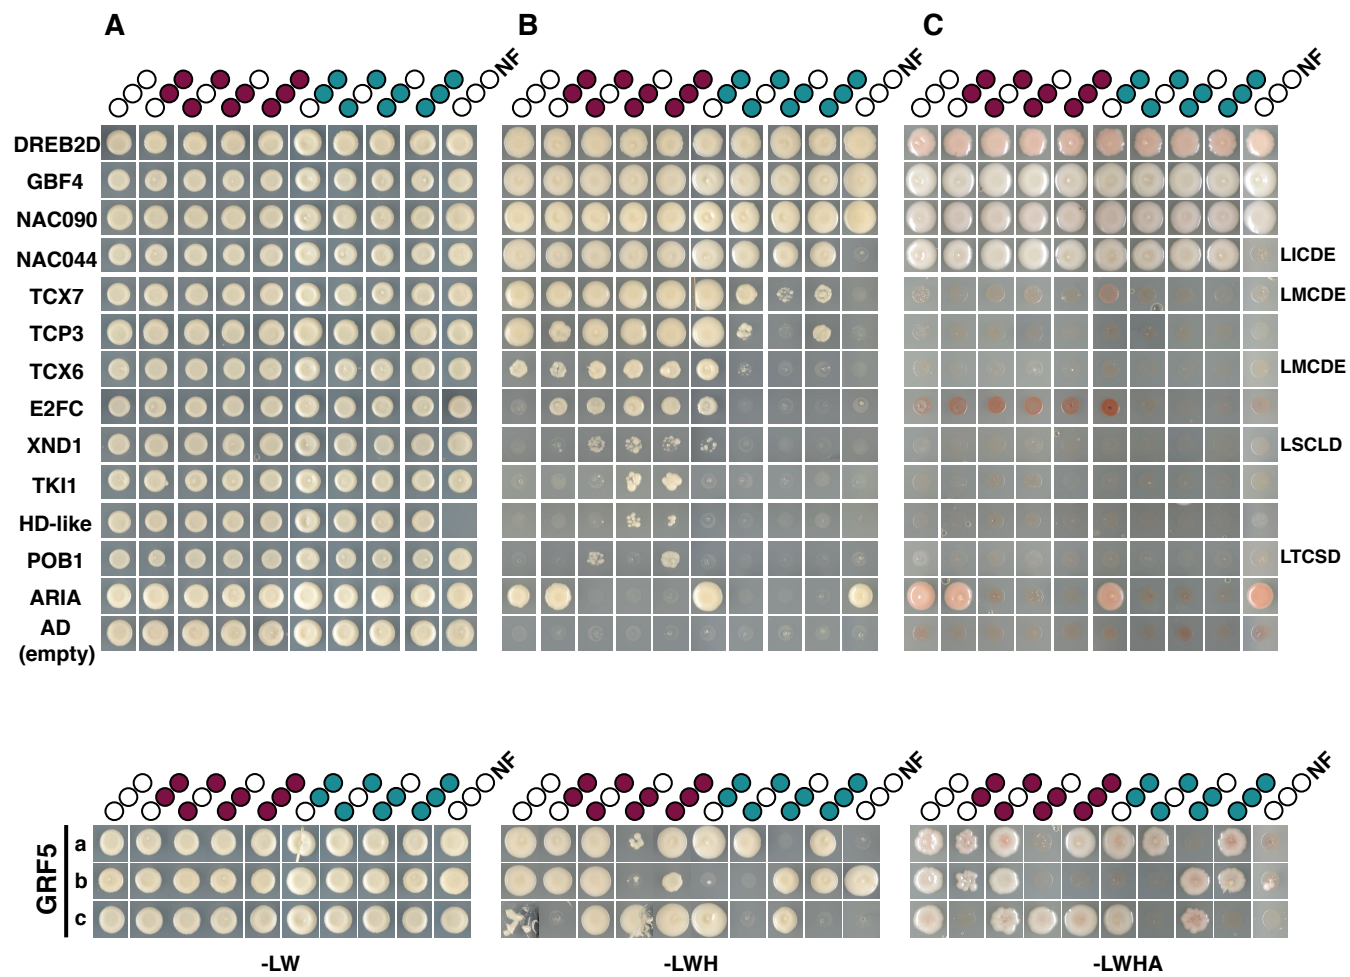 A B C
NF NF NF
DREB2D
GBF4
NAC090
NAC044 LICDE
TCX7 LMCDE
TCP3
TCX6 LMCDE
E2FC
XND1 LSCLD
TKI1
HD-like
POB1 LTCSD
ARIA
AD
(empty)
NF NF NF
GRF5
a
b
c
-LW -LWH -LWHA